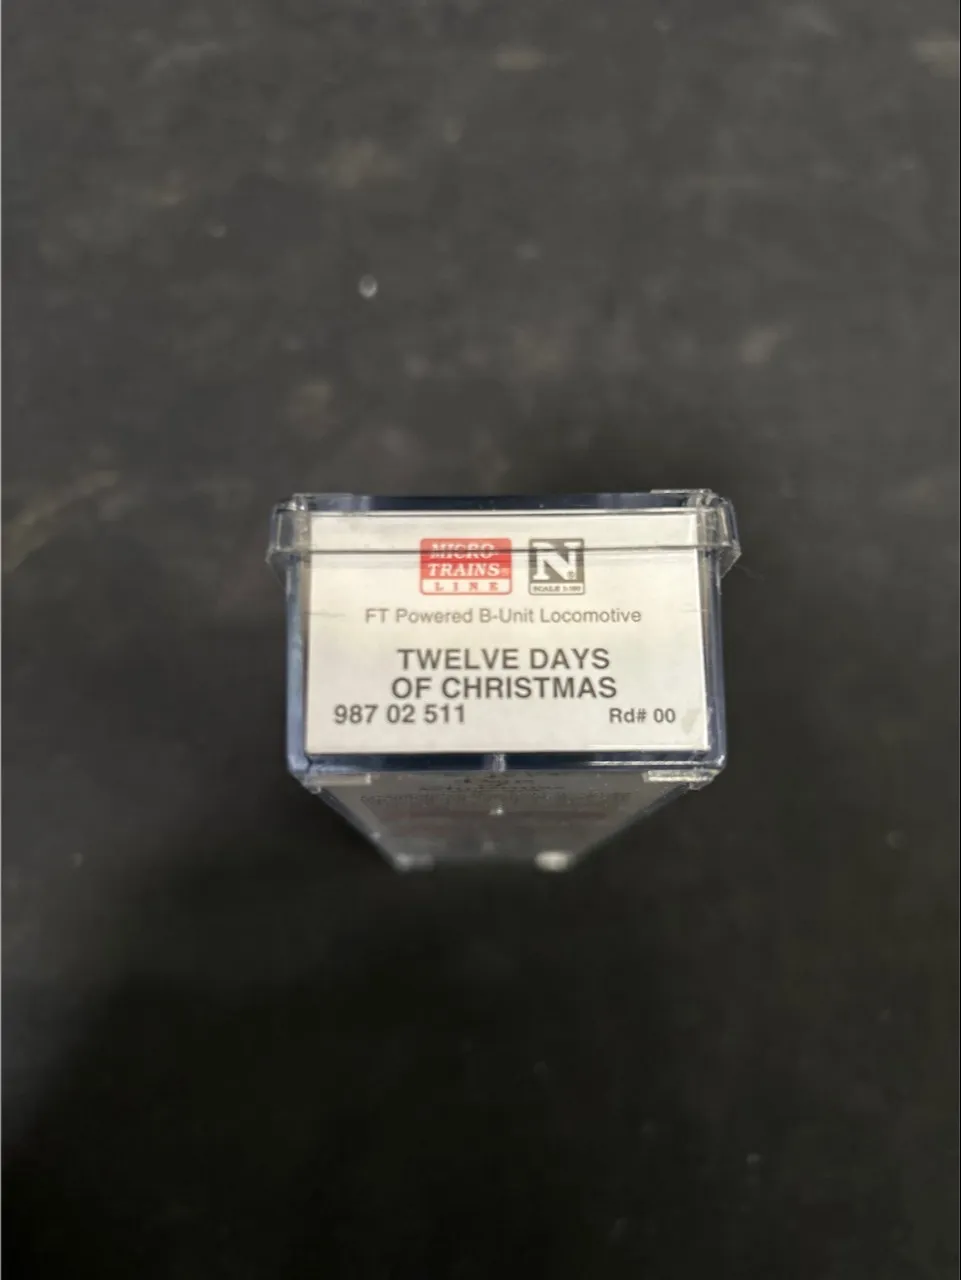 MICRO-
TRAINS®
LINE
N®
SCALE 1:160
FT Powered B-Unit Locomotive
TWELVE DAYS
OF CHRISTMAS
987 02 511
Rd# 00